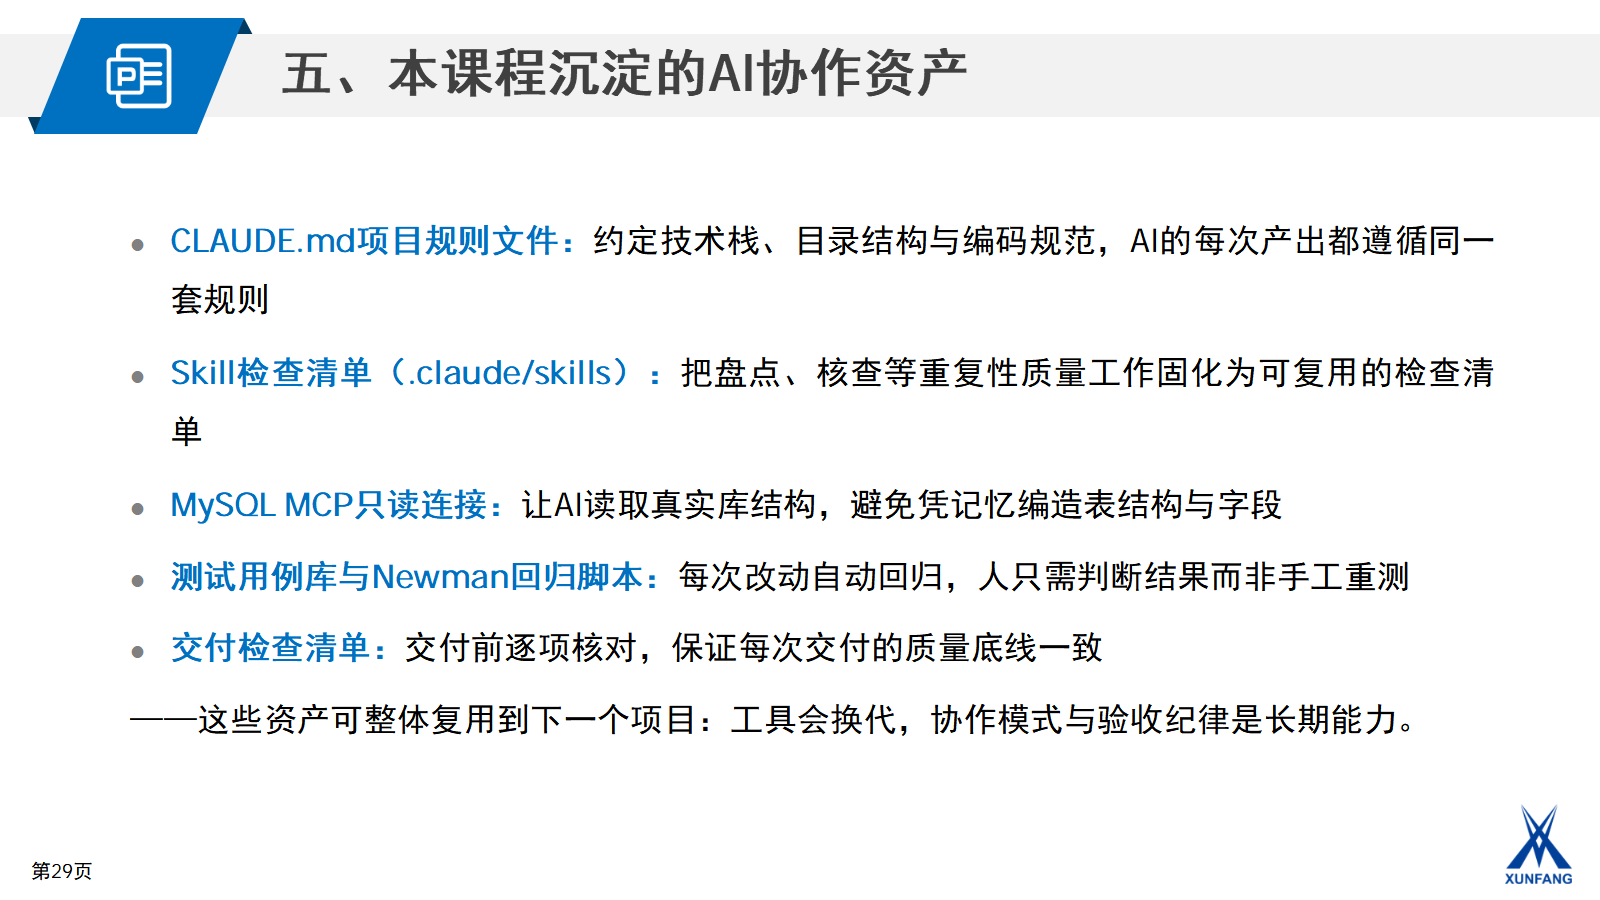 五、本课程沉淀的AI协作资产
CLAUDE.md项目规则文件：约定技术栈、目录结构与编码规范，AI的每次产出都遵循同一
套规则
Skill检查清单（.claude/skills）：把盘点、核查等重复性质量工作固化为可复用的检查清
单
MySQL MCP只读连接：让AI读取真实库结构，避免凭记忆编造表结构与字段
测试用例库与Newman回归脚本：每次改动自动回归，人只需判断结果而非手工重测
交付检查清单：交付前逐项核对，保证每次交付的质量底线一致
——这些资产可整体复用到下一个项目：工具会换代，协作模式与验收纪律是长期能力。
第29页
XUNFANG